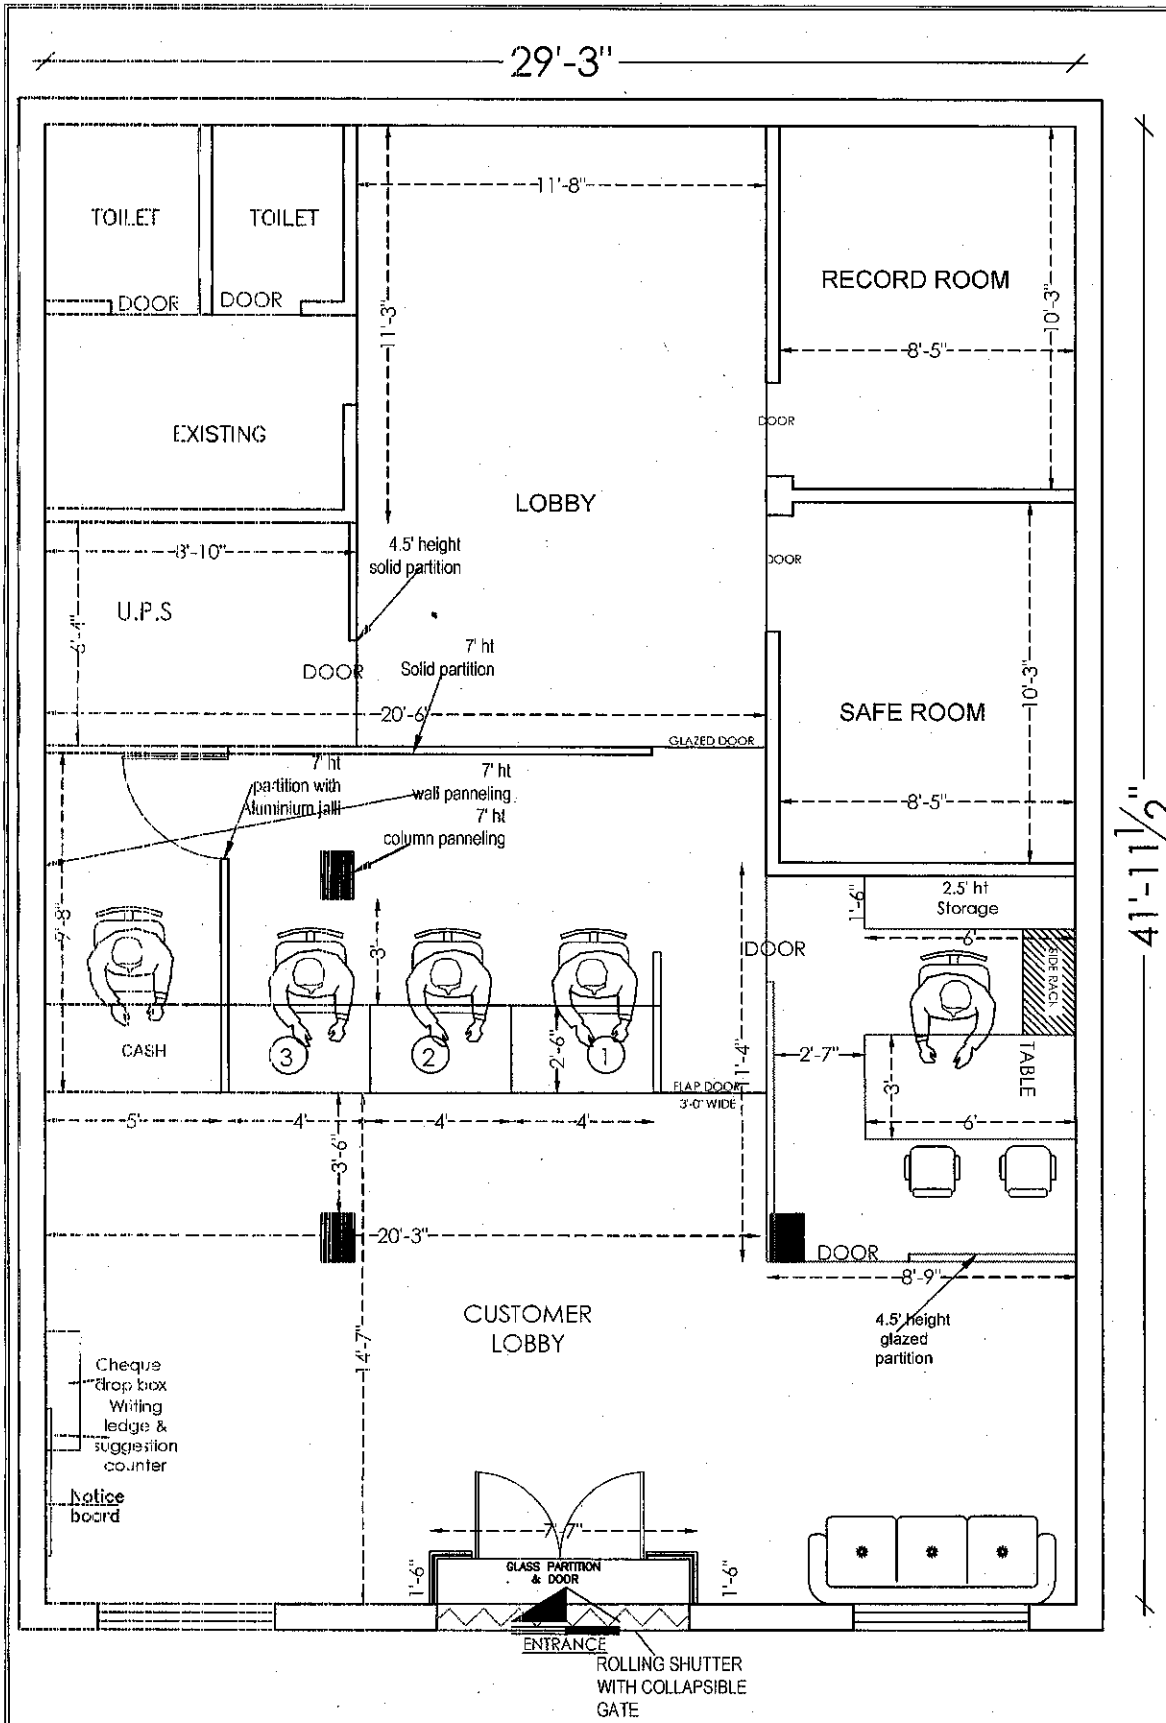 29'-3"
11'-8"
TOILET
TOILET
RECORD ROOM
10'-3"
DOOR
DOOR
11'-3"
8'-5"
41'-11 1/2"
DOOR
EXISTING
LOBBY
8'-10"
4.5' height
solid partition
DOOR
U.P.S
6'-4"
7' ht
Solid partition
DOOR
10'-3"
20'-6"
SAFE ROOM
GLAZED DOOR
7' ht
partition with
Aluminium jalli
7' ht
wall panneling
7' ht
column panneling
8'-5"
2.5' ht
Storage
1'-6"
6'
9'-8"
3'
DOOR
SIDE RACK
CASH
3
2
1
2'-6"
11'-4"
2'-7"
3'
TABLE
FLAP DOOR
3'-0" WIDE
5'
4'
4'
4'
6'
3'-6"
20'-3"
DOOR
8'-9"
CUSTOMER
LOBBY
4.5' height
glazed
partition
14'-7"
Cheque
drop box
Writing
ledge &
suggestion
counter
Notice
board
7'-7"
1'-6"
GLASS PARTITION
& DOOR
1'-6"
ENTRANCE
ROLLING SHUTTER
WITH COLLAPSIBLE
GATE